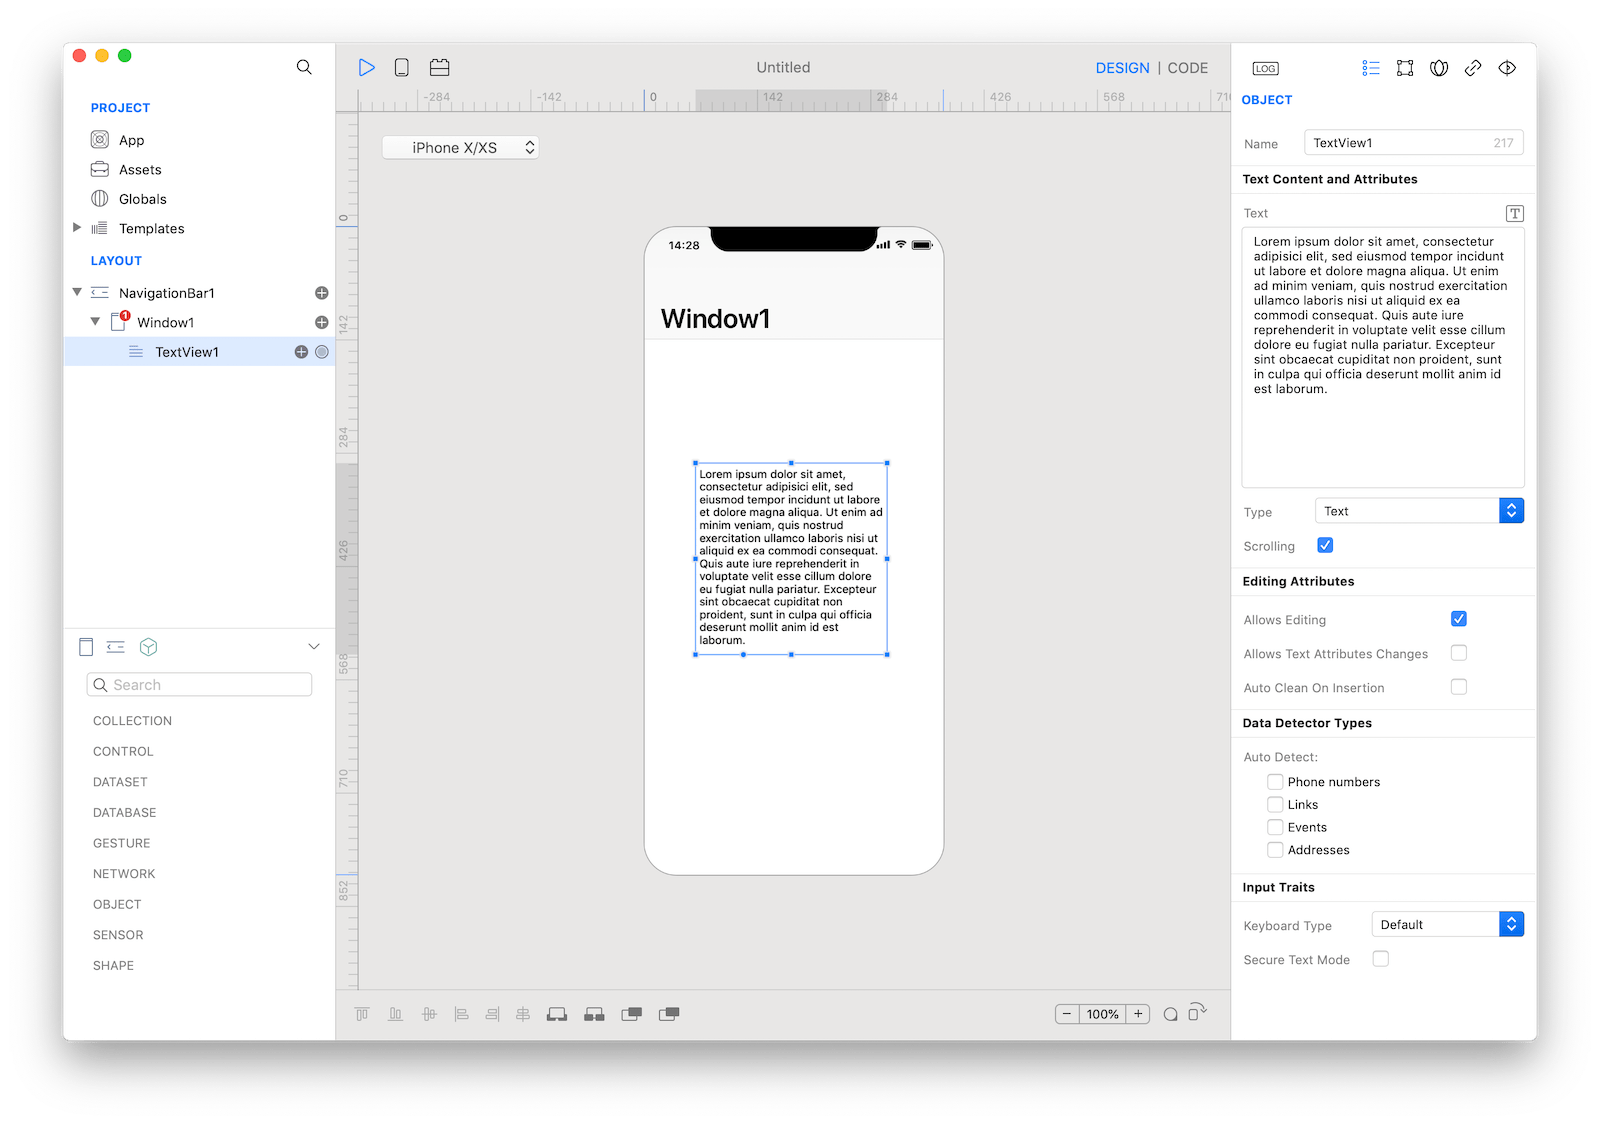 PROJECT
App
Assets
Globals
Templates
LAYOUT
NavigationBar1
1
Window1
TextView1
Search
COLLECTION
CONTROL
DATASET
DATABASE
GESTURE
NETWORK
OBJECT
SENSOR
SHAPE
Untitled
DESIGN | CODE
-284 -142 0 142 284 426 568 710
0
142
284
426
568
710
852
iPhone X/XS
14:28
Window1
Lorem ipsum dolor sit amet,
consectetur adipisici elit, sed
eiusmod tempor incidunt ut labore
et dolore magna aliqua. Ut enim ad
minim veniam, quis nostrud
exercitation ullamco laboris nisi ut
aliquid ex ea commodi consequat.
Quis aute iure reprehenderit in
voluptate velit esse cillum dolore
eu fugiat nulla pariatur. Excepteur
sint obcaecat cupiditat non
proident, sunt in culpa qui officia
deserunt mollit anim id est
laborum.
− 100% +
LOG
OBJECT
Name TextView1 217
Text Content and Attributes
Text T
Lorem ipsum dolor sit amet, consectetur
adipisici elit, sed eiusmod tempor incidunt
ut labore et dolore magna aliqua. Ut enim
ad minim veniam, quis nostrud exercitation
ullamco laboris nisi ut aliquid ex ea
commodi consequat. Quis aute iure
reprehenderit in voluptate velit esse cillum
dolore eu fugiat nulla pariatur. Excepteur
sint obcaecat cupiditat non proident, sunt
in culpa qui officia deserunt mollit anim id
est laborum.
Type Text
Scrolling
Editing Attributes
Allows Editing
Allows Text Attributes Changes
Auto Clean On Insertion
Data Detector Types
Auto Detect:
Phone numbers
Links
Events
Addresses
Input Traits
Keyboard Type Default
Secure Text Mode